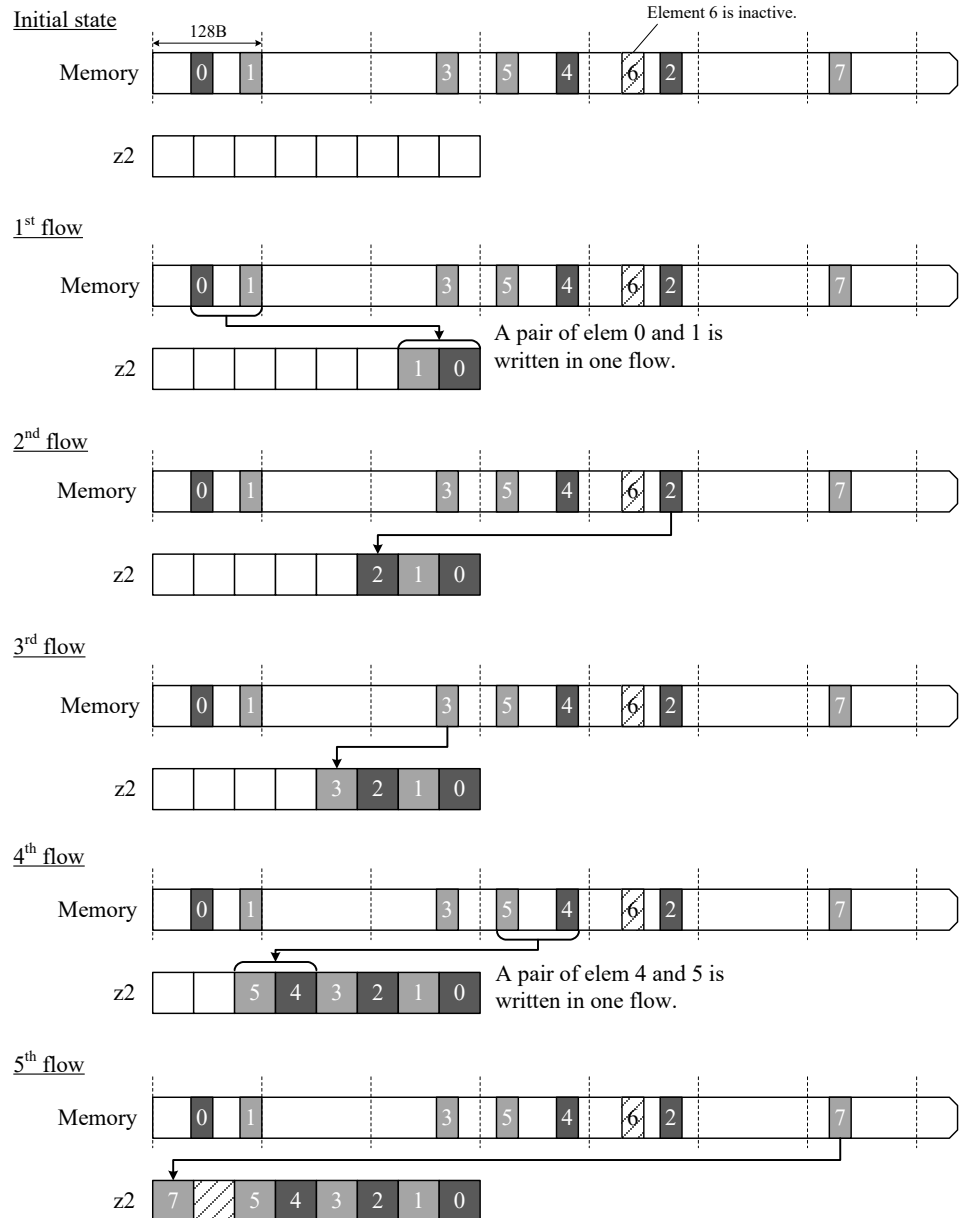 Initial state
Element 6 is inactive.
128B
Memory 0 1 3 5 4 6 2 7
z2
1st flow
Memory 0 1 3 5 4 6 2 7
A pair of elem 0 and 1 is
written in one flow.
z2 1 0
2nd flow
Memory 0 1 3 5 4 6 2 7
z2 2 1 0
3rd flow
Memory 0 1 3 5 4 6 2 7
z2 3 2 1 0
4th flow
Memory 0 1 3 5 4 6 2 7
A pair of elem 4 and 5 is
written in one flow.
z2 5 4 3 2 1 0
5th flow
Memory 0 1 3 5 4 6 2 7
z2 7 5 4 3 2 1 0